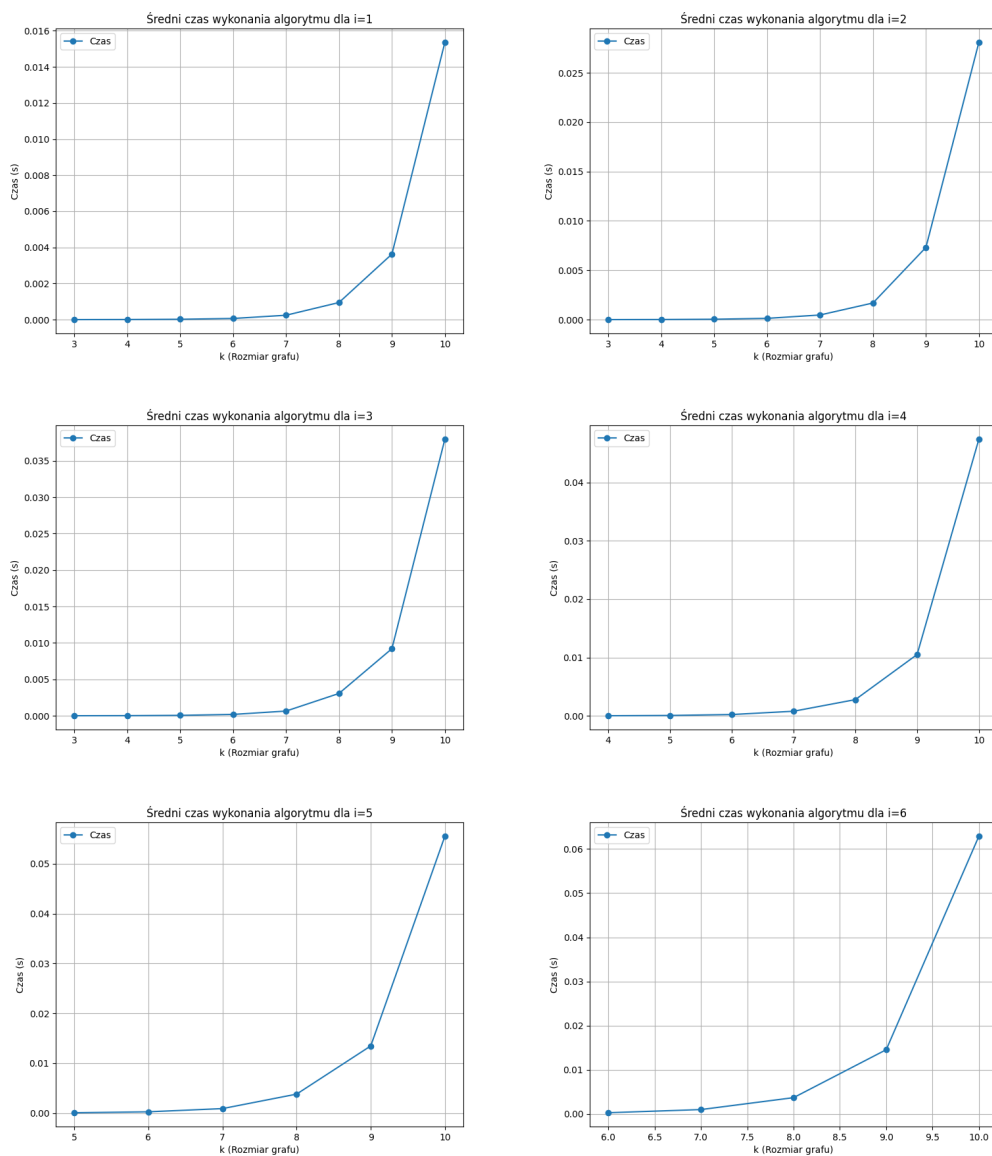 Średni czas wykonania algorytmu dla i=1
Czas
0.016
0.014
0.012
0.010
0.008
0.006
0.004
0.002
0.000
Czas (s)
3 4 5 6 7 8 9 10
k (Rozmiar grafu)
Średni czas wykonania algorytmu dla i=2
Czas
0.025
0.020
0.015
0.010
0.005
0.000
Czas (s)
3 4 5 6 7 8 9 10
k (Rozmiar grafu)
Średni czas wykonania algorytmu dla i=3
Czas
0.035
0.030
0.025
0.020
0.015
0.010
0.005
0.000
Czas (s)
3 4 5 6 7 8 9 10
k (Rozmiar grafu)
Średni czas wykonania algorytmu dla i=4
Czas
0.04
0.03
0.02
0.01
0.00
Czas (s)
4 5 6 7 8 9 10
k (Rozmiar grafu)
Średni czas wykonania algorytmu dla i=5
Czas
0.05
0.04
0.03
0.02
0.01
0.00
Czas (s)
5 6 7 8 9 10
k (Rozmiar grafu)
Średni czas wykonania algorytmu dla i=6
Czas
0.06
0.05
0.04
0.03
0.02
0.01
0.00
Czas (s)
6.0 6.5 7.0 7.5 8.0 8.5 9.0 9.5 10.0
k (Rozmiar grafu)